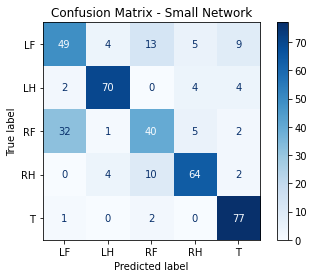 Confusion Matrix - Small Network
LF 49 4 13 5 9
LH 2 70 0 4 4
RF 32 1 40 5 2
RH 0 4 10 64 2
T 1 0 2 0 77
LF LH RF RH T
Predicted label
True label
70
60
50
40
30
20
10
0